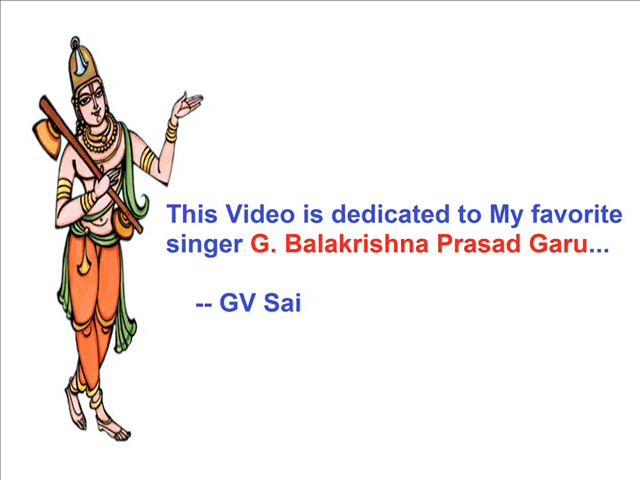 This Video is dedicated to My favorite
singer G. Balakrishna Prasad Garu...
-- GV Sai